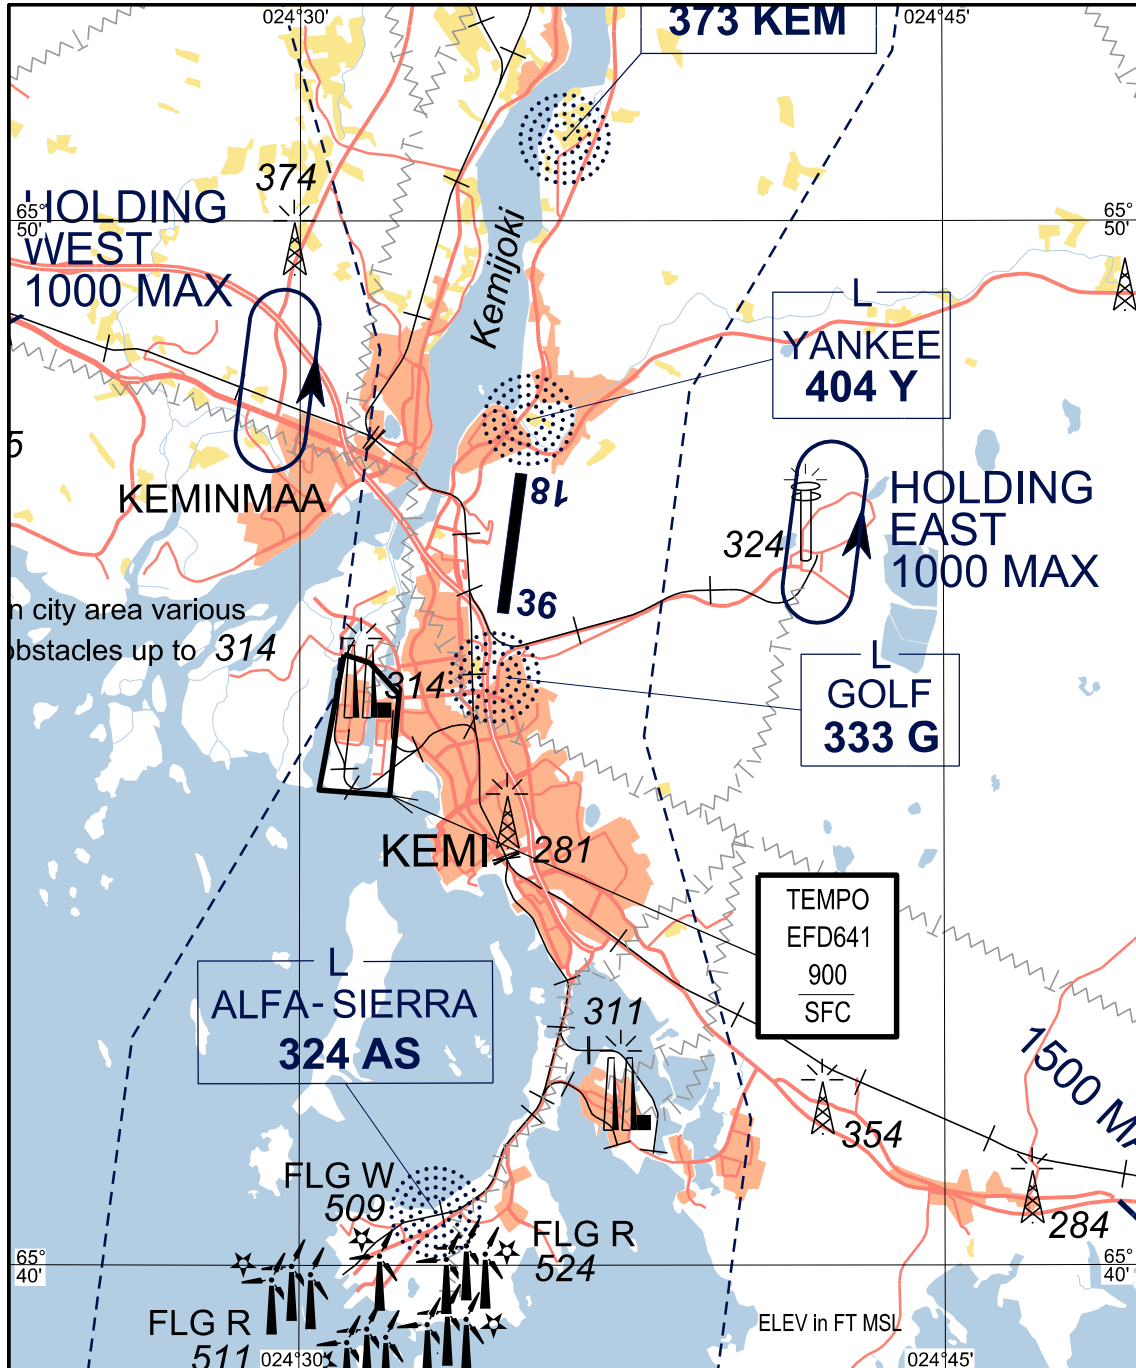 024°30'
024°45'
373 KEM
374
65°
50'
65°
50'
HOLDING
WEST
1000 MAX
Kemijoki
L
YANKEE
404 Y
5
KEMINMAA
18
36
324
HOLDING
EAST
1000 MAX
n city area various
obstacles up to 314
314
L
GOLF
333 G
KEMI
281
TEMPO
EFD641
900
SFC
L
ALFA-SIERRA
324 AS
311
1500 MA
354
FLG W
509
FLG R
524
284
65°
40'
65°
40'
FLG R
511
ELEV in FT MSL
024°30'
024°45'